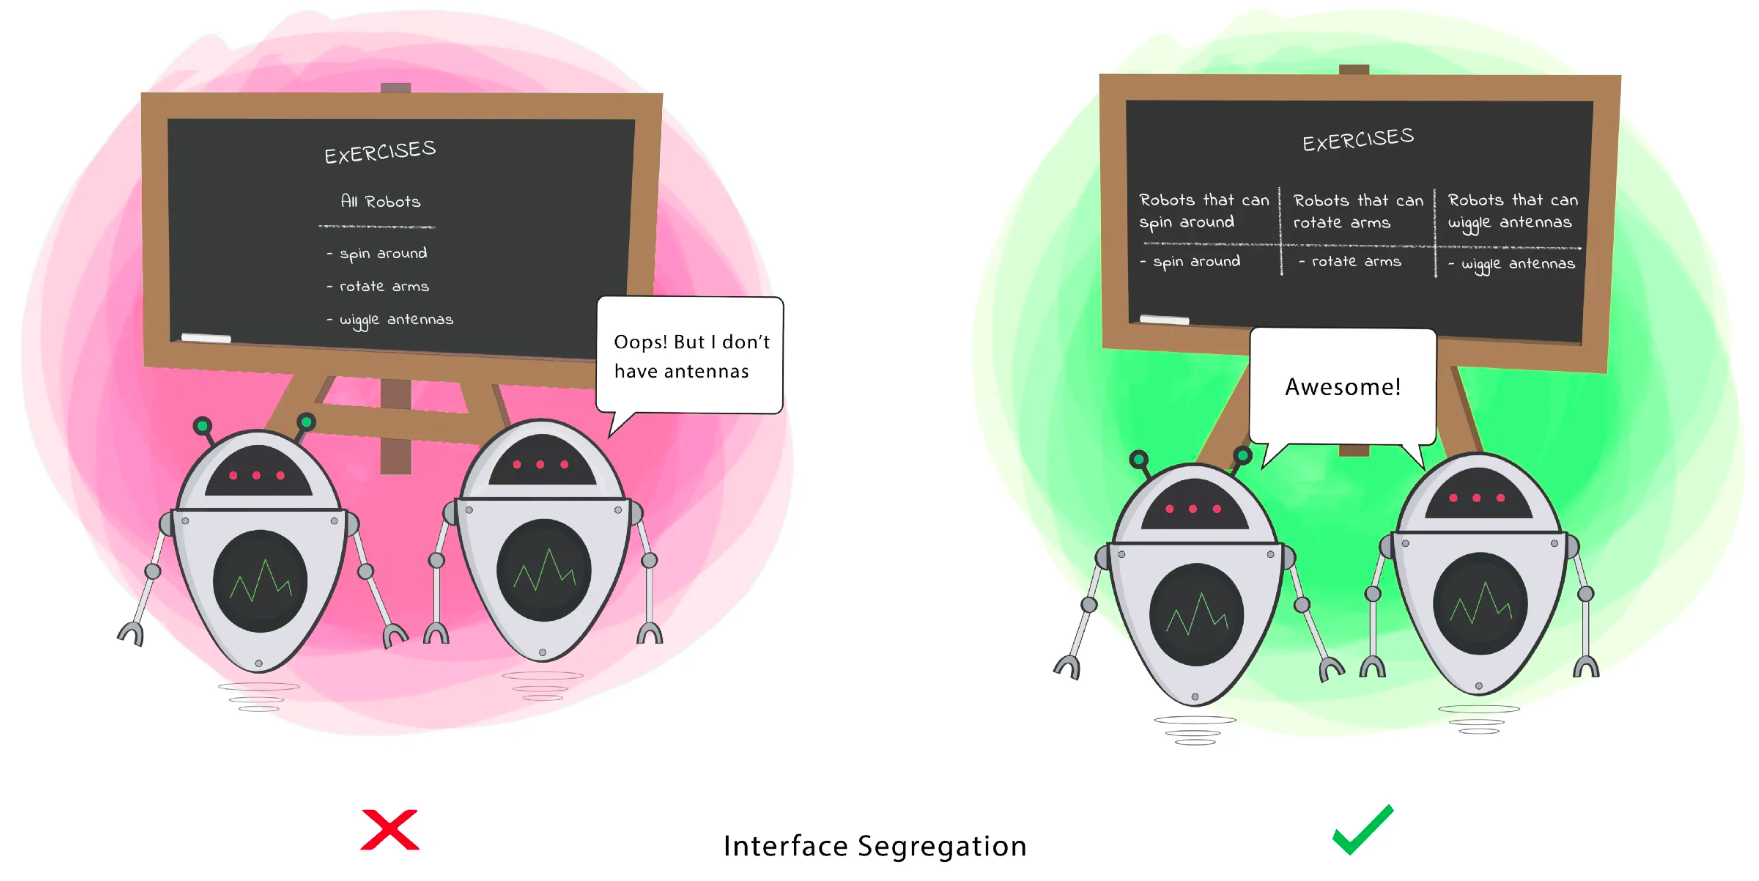 EXERCISES
All Robots
- spin around
- rotate arms
- wiggle antennas
Oops! But I don't
have antennas
EXERCISES
Robots that can
spin around
- spin around
Robots that can
rotate arms
- rotate arms
Robots that can
wiggle antennas
- wiggle antennas
Awesome!
Interface Segregation